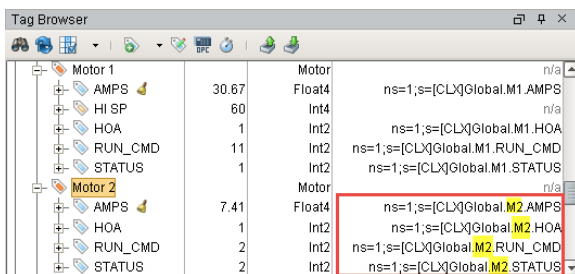 Tag Browser
Motor 1 Motor n/a
AMPS 30.67 Float4 ns=1;s=[CLX]Global.M1.AMPS
HI SP 60 Int4 n/a
HOA 1 Int2 ns=1;s=[CLX]Global.M1.HOA
RUN_CMD 11 Int2 ns=1;s=[CLX]Global.M1.RUN_CMD
STATUS 1 Int2 ns=1;s=[CLX]Global.M1.STATUS
Motor 2 Motor n/a
AMPS 7.41 Float4 ns=1;s=[CLX]Global.M2.AMPS
HOA 1 Int2 ns=1;s=[CLX]Global.M2.HOA
RUN_CMD 2 Int2 ns=1;s=[CLX]Global.M2.RUN_CMD
STATUS 2 Int2 ns=1;s=[CLX]Global.M2.STATUS